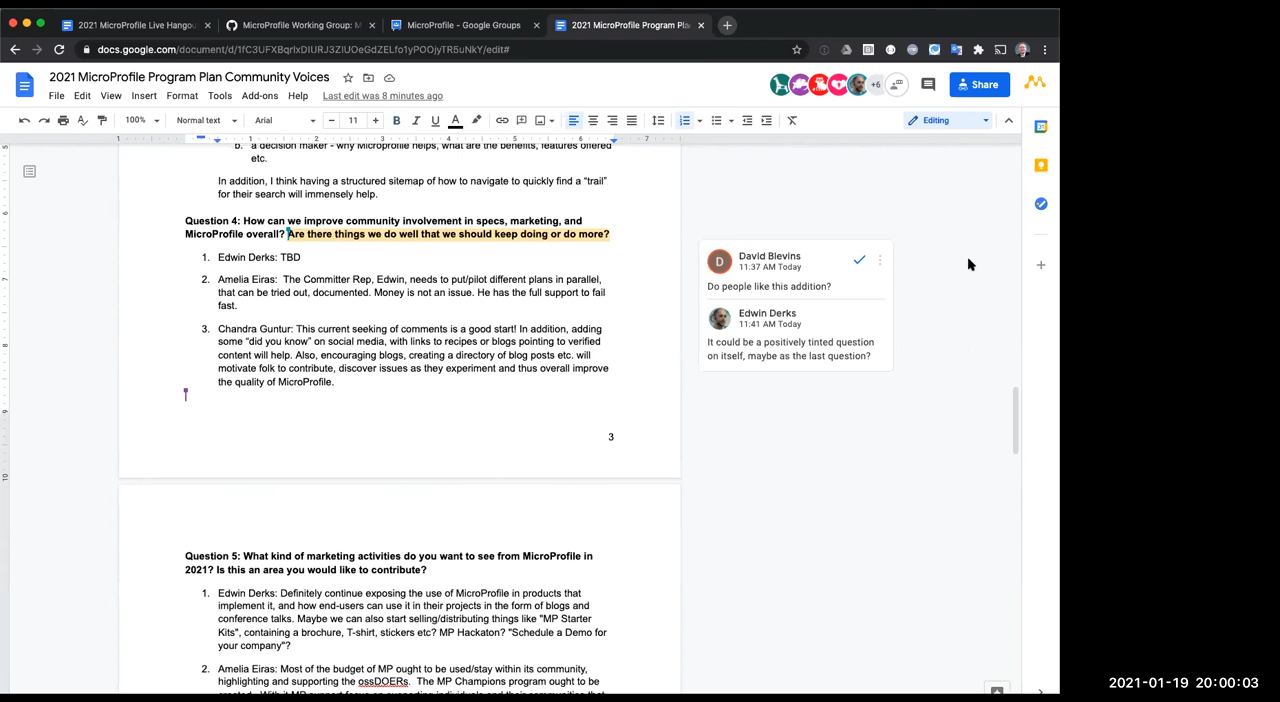 2021 MicroProfile Live Hangou
MicroProfile Working Group: M
MicroProfile - Google Groups
2021 MicroProfile Program Pla
docs.google.com/document/d/1fC3UFXBqrlxDIURJ3ZlUOeGdZELfo1yPOOjyTR5uNkY/edit#
2021 MicroProfile Program Plan Community Voices
+6
Share
File Edit View Format Tools Help
Last edit was 8 minutes ago
100% Normal text Arial 11 B I U A Editing
1 1 2 3 4 5 6 7
b. a decision maker - why Microprofile helps, what are the benefits, features offered
etc.
In addition, I think having a structured sitemap of how to navigate to quickly find a “trail”
for their search will immensely help.
Question 4: How can we improve community involvement in specs, marketing, and
MicroProfile overall? Are there things we do well that we should keep doing or do more?
1. Edwin Derks: TBD
2. Amelia Eiras: The Committer Rep, Edwin, needs to put/pilot different plans in parallel,
that can be tried out, documented. Money is not an issue. He has the full support to fail
fast.
3. Chandra Guntur: This current seeking of comments is a good start! In addition, adding
some “did you know” on social media, with links to recipes or blogs pointing to verified
content will help. Also, encouraging blogs, creating a directory of blog posts etc. will
motivate folk to contribute, discover issues as they experiment and thus overall improve
the quality of MicroProfile.
3
D
David Blevins
11:37 AM Today
Do people like this addition?
Edwin Derks
11:41 AM Today
It could be a positively tinted question
on itself, maybe as the last question?
Question 5: What kind of marketing activities do you want to see from MicroProfile in
2021? Is this an area you would like to contribute?
1. Edwin Derks: Definitely continue exposing the use of MicroProfile in products that
implement it, and how end-users can use it in their projects in the form of blogs and
conference talks. Maybe we can also start selling/distributing things like "MP Starter
Kits", containing a brochure, T-shirt, stickers etc? MP Hackaton? "Schedule a Demo for
your company"?
2. Amelia Eiras: Most of the budget of MP ought to be used/stay within its community,
highlighting and supporting the ossDOERs. The MP Champions program ought to be
2021-01-19 20:00:03